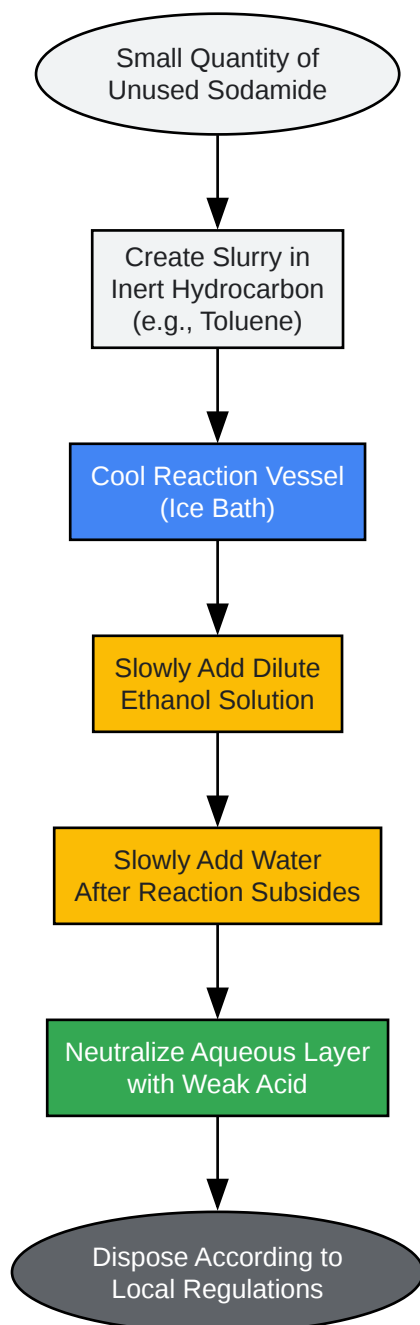 Small Quantity of
Unused Sodamide
Create Slurry in
Inert Hydrocarbon
(e.g., Toluene)
Cool Reaction Vessel
(Ice Bath)
Slowly Add Dilute
Ethanol Solution
Slowly Add Water
After Reaction Subsides
Neutralize Aqueous Layer
with Weak Acid
Dispose According to
Local Regulations